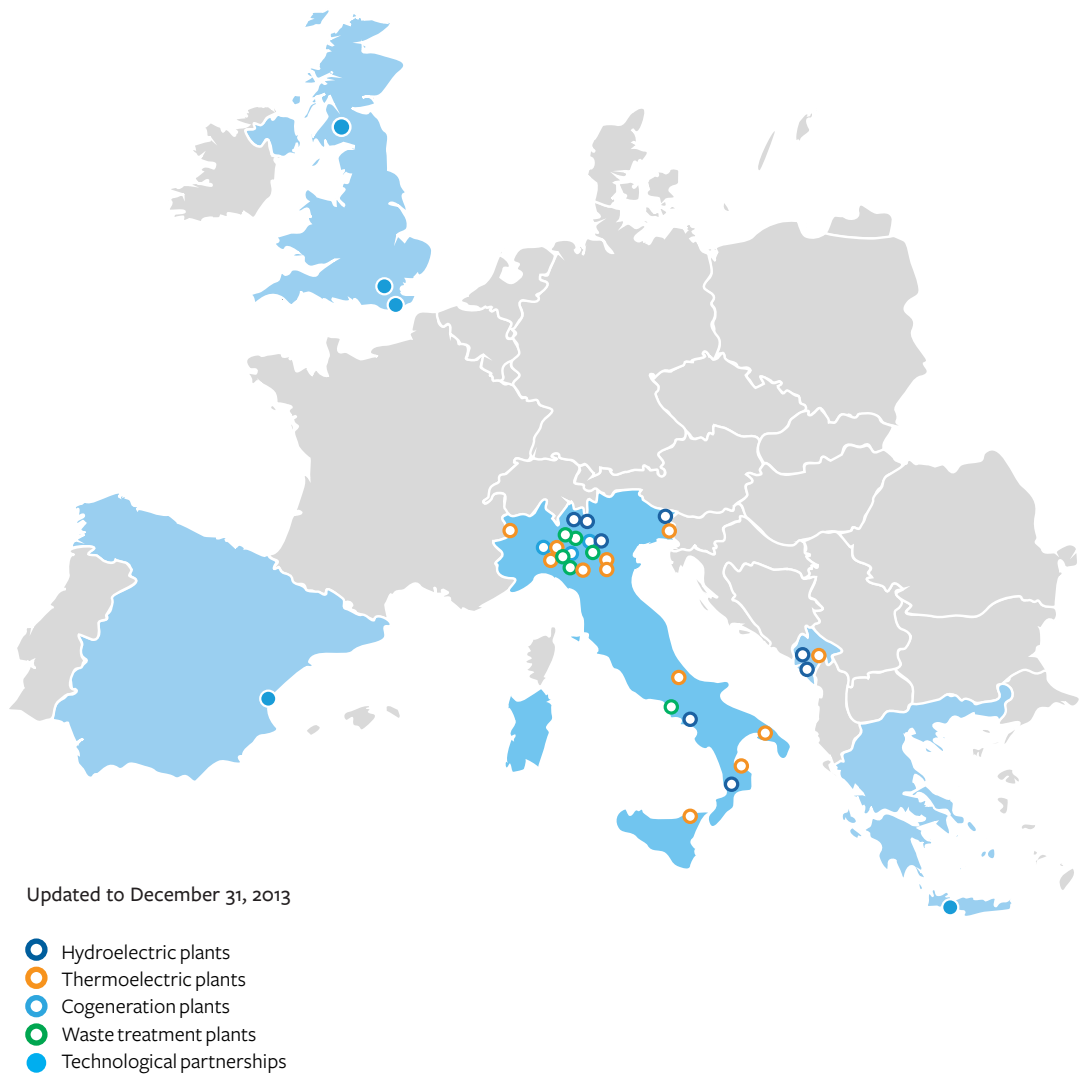 Updated to December 31, 2013
Hydroelectric plants
Thermoelectric plants
Cogeneration plants
Waste treatment plants
Technological partnerships